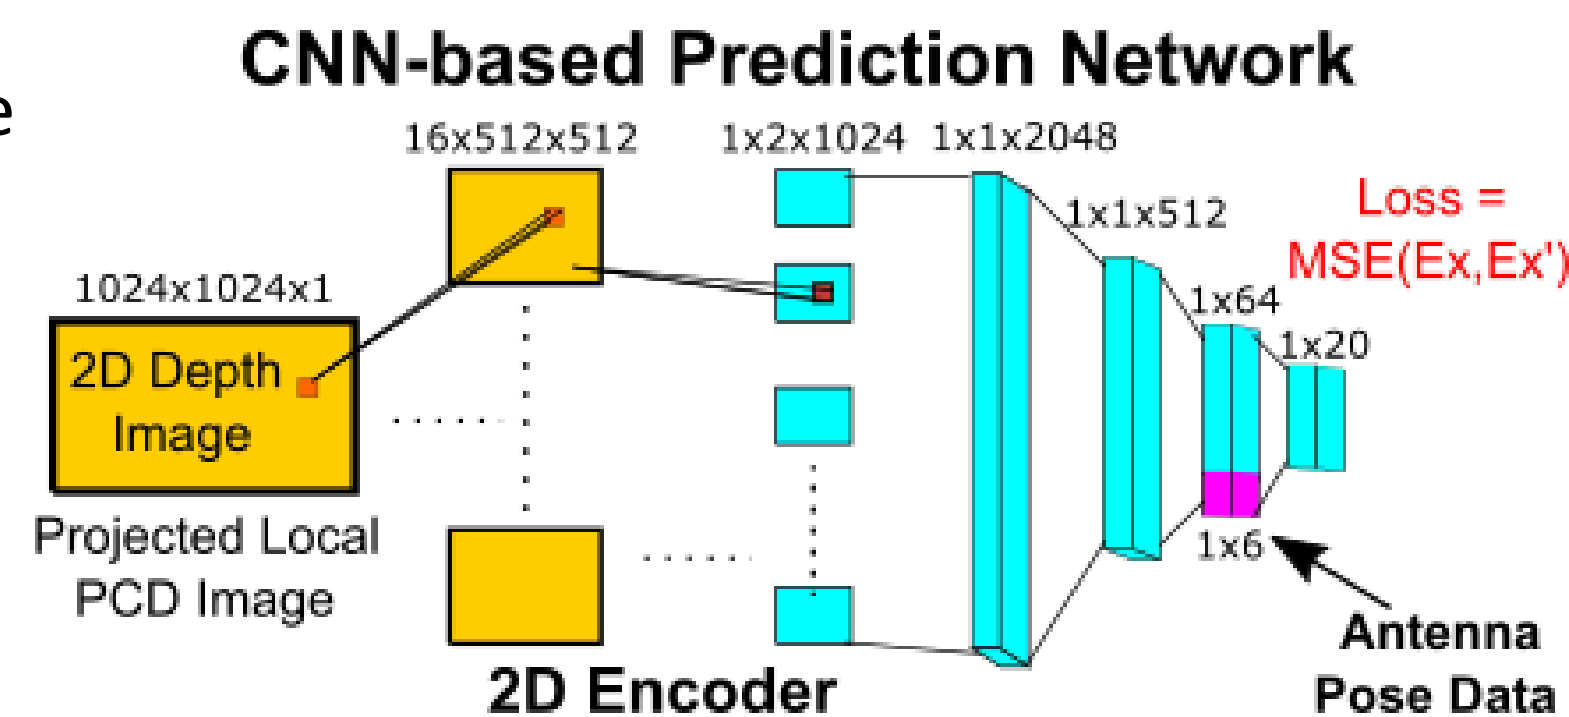 CNN-based Prediction Network
e
16x512x512
1x2x1024
1x1x2048
1x1x512
Loss =
MSE(Ex,Ex')
1024x1024x1
1x64
1x20
2D Depth
Image
Projected Local
PCD Image
1x6
Antenna
Pose Data
2D Encoder